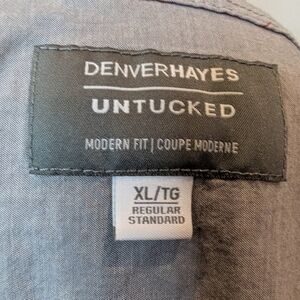 DENVERHAYES
UNTUCKED
MODERN FIT | COUPE MODERNE
XL/TG
REGULAR
STANDARD